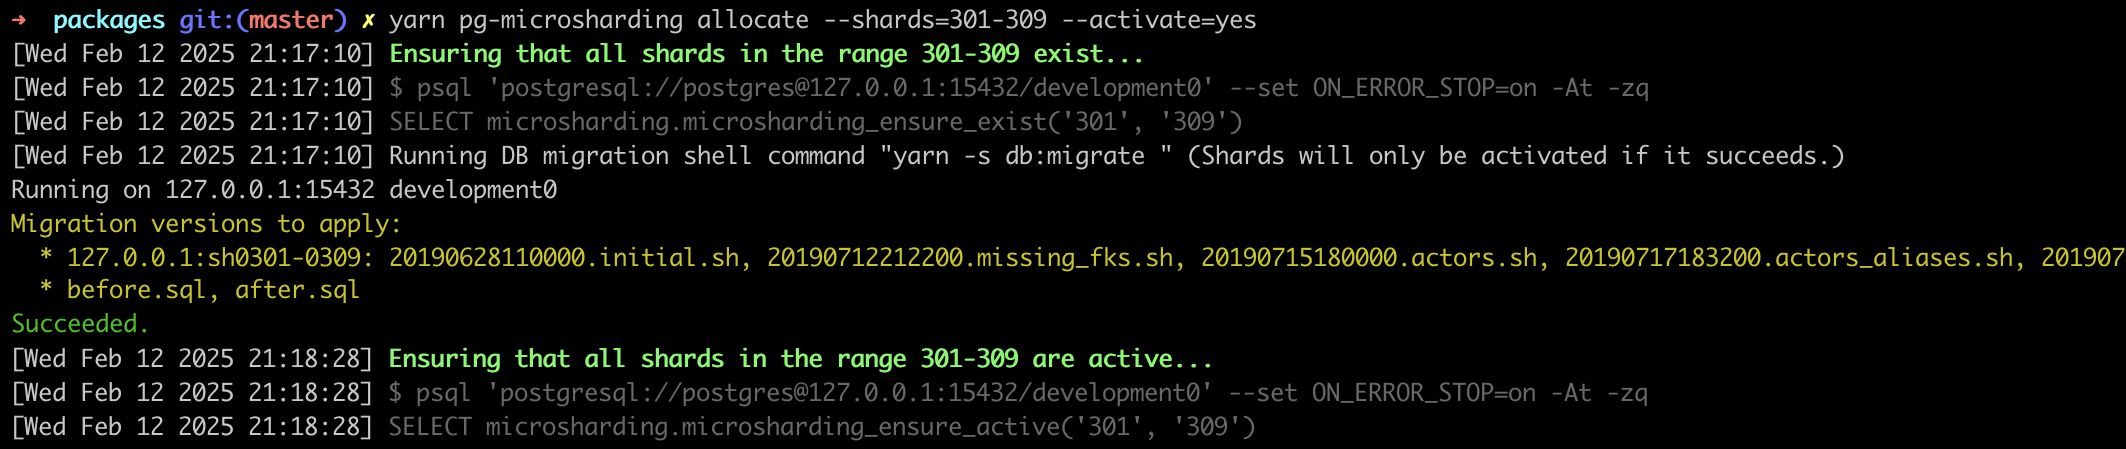 ➜  packages git:(master) ✗ yarn pg-microsharding allocate --shards=301-309 --activate=yes
[Wed Feb 12 2025 21:17:10] Ensuring that all shards in the range 301-309 exist...
[Wed Feb 12 2025 21:17:10] $ psql 'postgresql://postgres@127.0.0.1:15432/development0' --set ON_ERROR_STOP=on -At -zq
[Wed Feb 12 2025 21:17:10] SELECT microsharding.microsharding_ensure_exist('301', '309')
[Wed Feb 12 2025 21:17:10] Running DB migration shell command "yarn -s db:migrate " (Shards will only be activated if it succeeds.)
Running on 127.0.0.1:15432 development0
Migration versions to apply:
  * 127.0.0.1:sh0301-0309: 20190628110000.initial.sh, 20190712212200.missing_fks.sh, 20190715180000.actors.sh, 20190717183200.actors_aliases.sh, 201907
  * before.sql, after.sql
Succeeded.
[Wed Feb 12 2025 21:18:28] Ensuring that all shards in the range 301-309 are active...
[Wed Feb 12 2025 21:18:28] $ psql 'postgresql://postgres@127.0.0.1:15432/development0' --set ON_ERROR_STOP=on -At -zq
[Wed Feb 12 2025 21:18:28] SELECT microsharding.microsharding_ensure_active('301', '309')